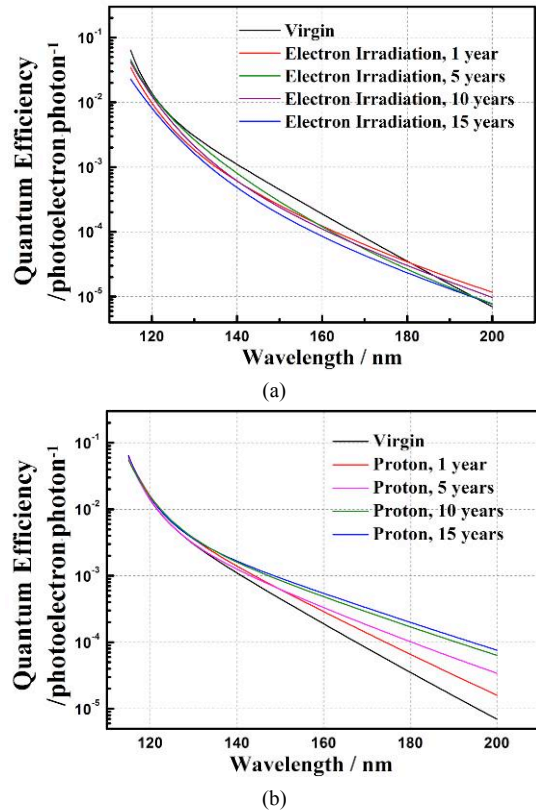 Quantum Efficiency
/photoelectron photon⁻¹
10⁻¹
10⁻²
10⁻³
10⁻⁴
10⁻⁵
Virgin
Electron Irradiation, 1 year
Electron Irradiation, 5 years
Electron Irradiation, 10 years
Electron Irradiation, 15 years
120 140 160 180 200
Wavelength / nm
(a)
Quantum Efficiency
/photoelectron photon⁻¹
10⁻¹
10⁻²
10⁻³
10⁻⁴
10⁻⁵
Virgin
Proton, 1 year
Proton, 5 years
Proton, 10 years
Proton, 15 years
120 140 160 180 200
Wavelength / nm
(b)